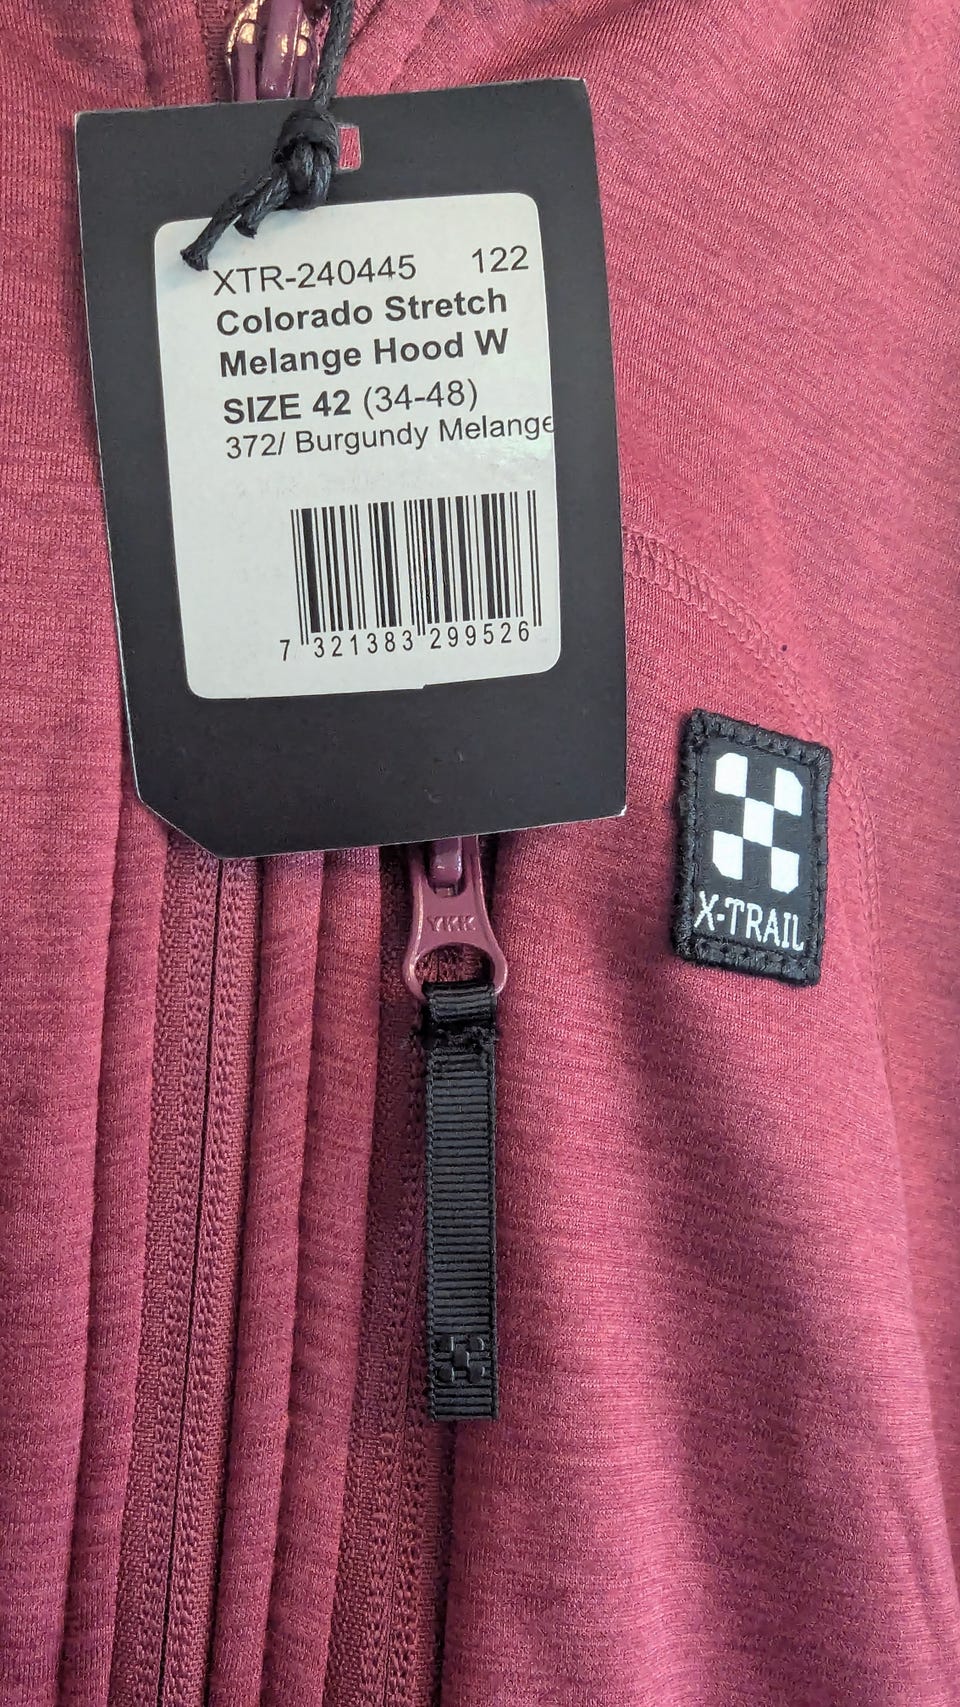 XTR-240445 122
Colorado Stretch
Melange Hood W
SIZE 42 (34-48)
372/ Burgundy Melange
7 321383 299526
X-TRAIL
YKK